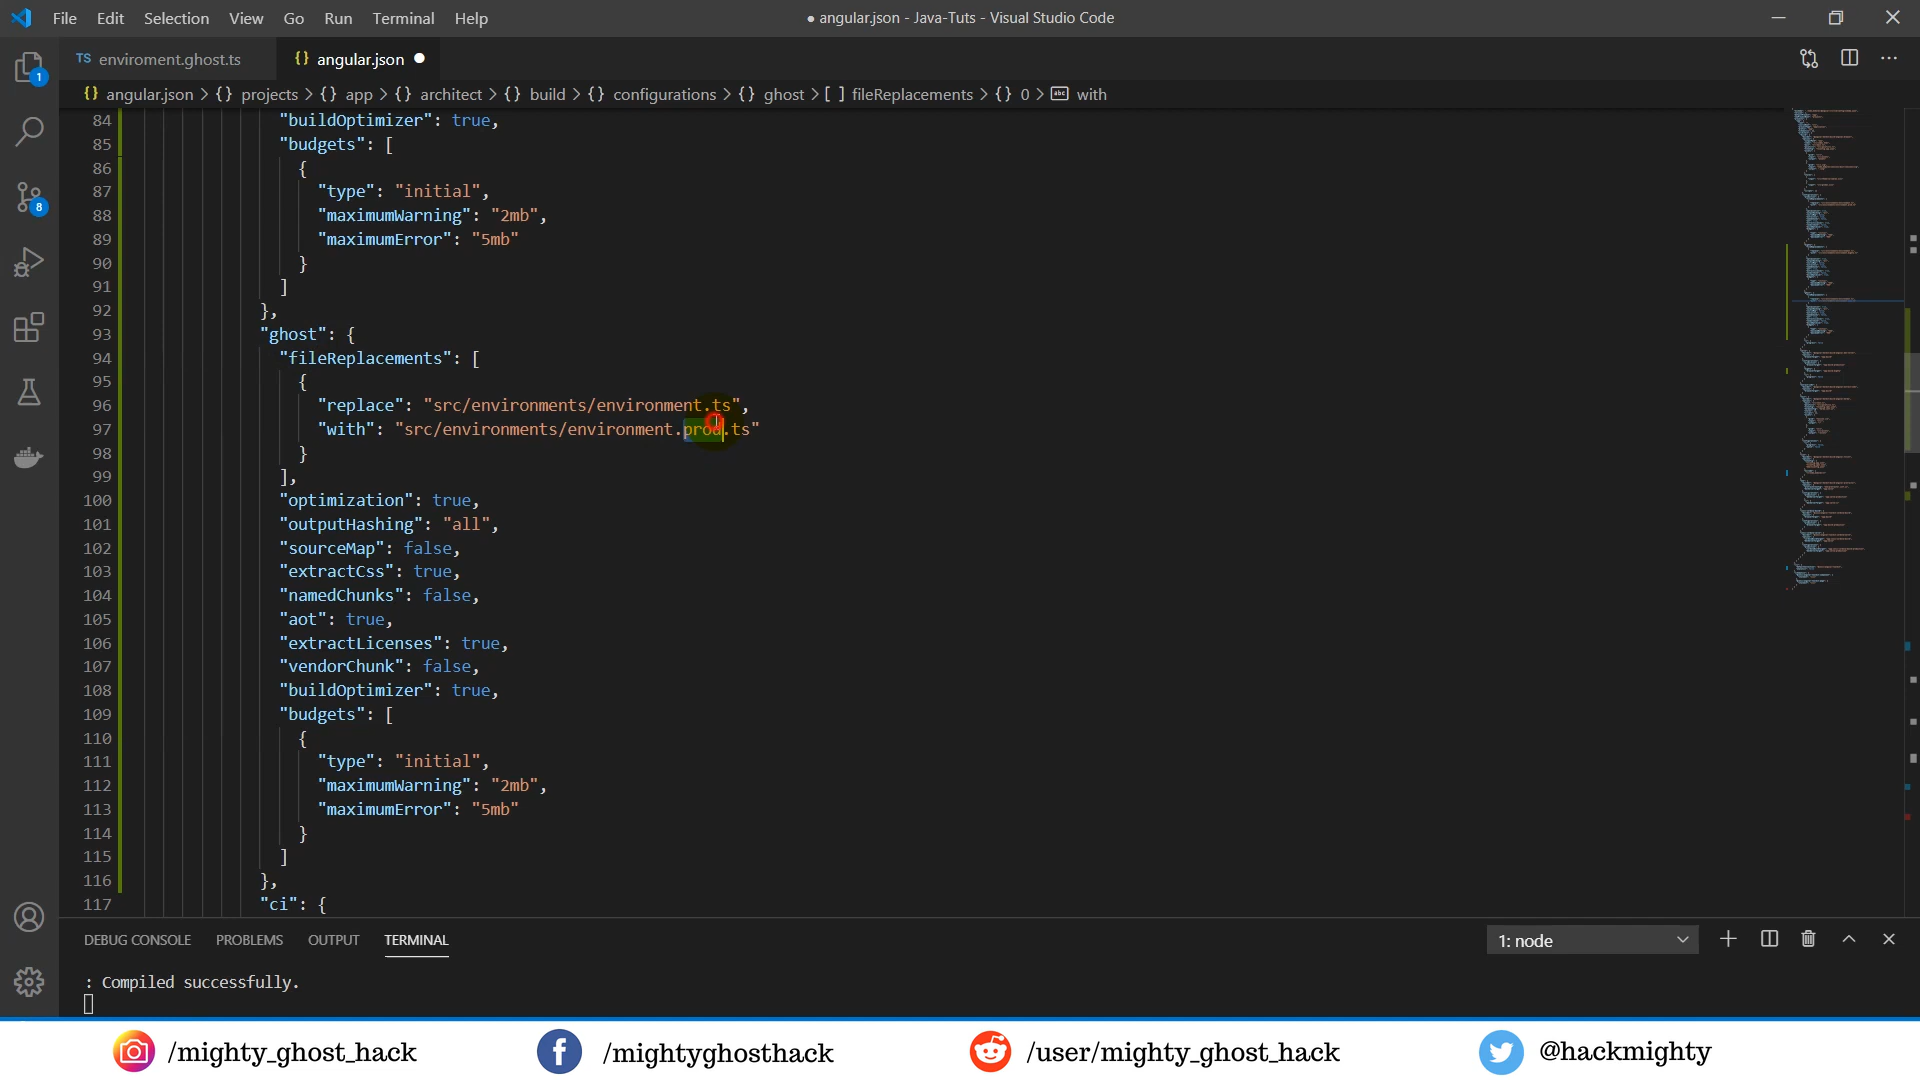 File Edit Selection View Go Run Terminal Help
● angular.json - Java-Tuts - Visual Studio Code
TS enviroment.ghost.ts
{} angular.json ●
{} angular.json > {} projects > {} app > {} architect > {} build > {} configurations > {} ghost > [ ] fileReplacements > {} 0 > abc with
1
8
84 "buildOptimizer": true,
85 "budgets": [
86 {
87 "type": "initial",
88 "maximumWarning": "2mb",
89 "maximumError": "5mb"
90 }
91 ]
92 },
93 "ghost": {
94 "fileReplacements": [
95 {
96 "replace": "src/environments/environment.ts",
97 "with": "src/environments/environment.prod.ts"
98 }
99 ],
100 "optimization": true,
101 "outputHashing": "all",
102 "sourceMap": false,
103 "extractCss": true,
104 "namedChunks": false,
105 "aot": true,
106 "extractLicenses": true,
107 "vendorChunk": false,
108 "buildOptimizer": true,
109 "budgets": [
110 {
111 "type": "initial",
112 "maximumWarning": "2mb",
113 "maximumError": "5mb"
114 }
115 ]
116 },
117 "ci": {
DEBUG CONSOLE PROBLEMS OUTPUT TERMINAL
1: node
: Compiled successfully.
/mighty_ghost_hack
/mightyghosthack
/user/mighty_ghost_hack
@hackmighty